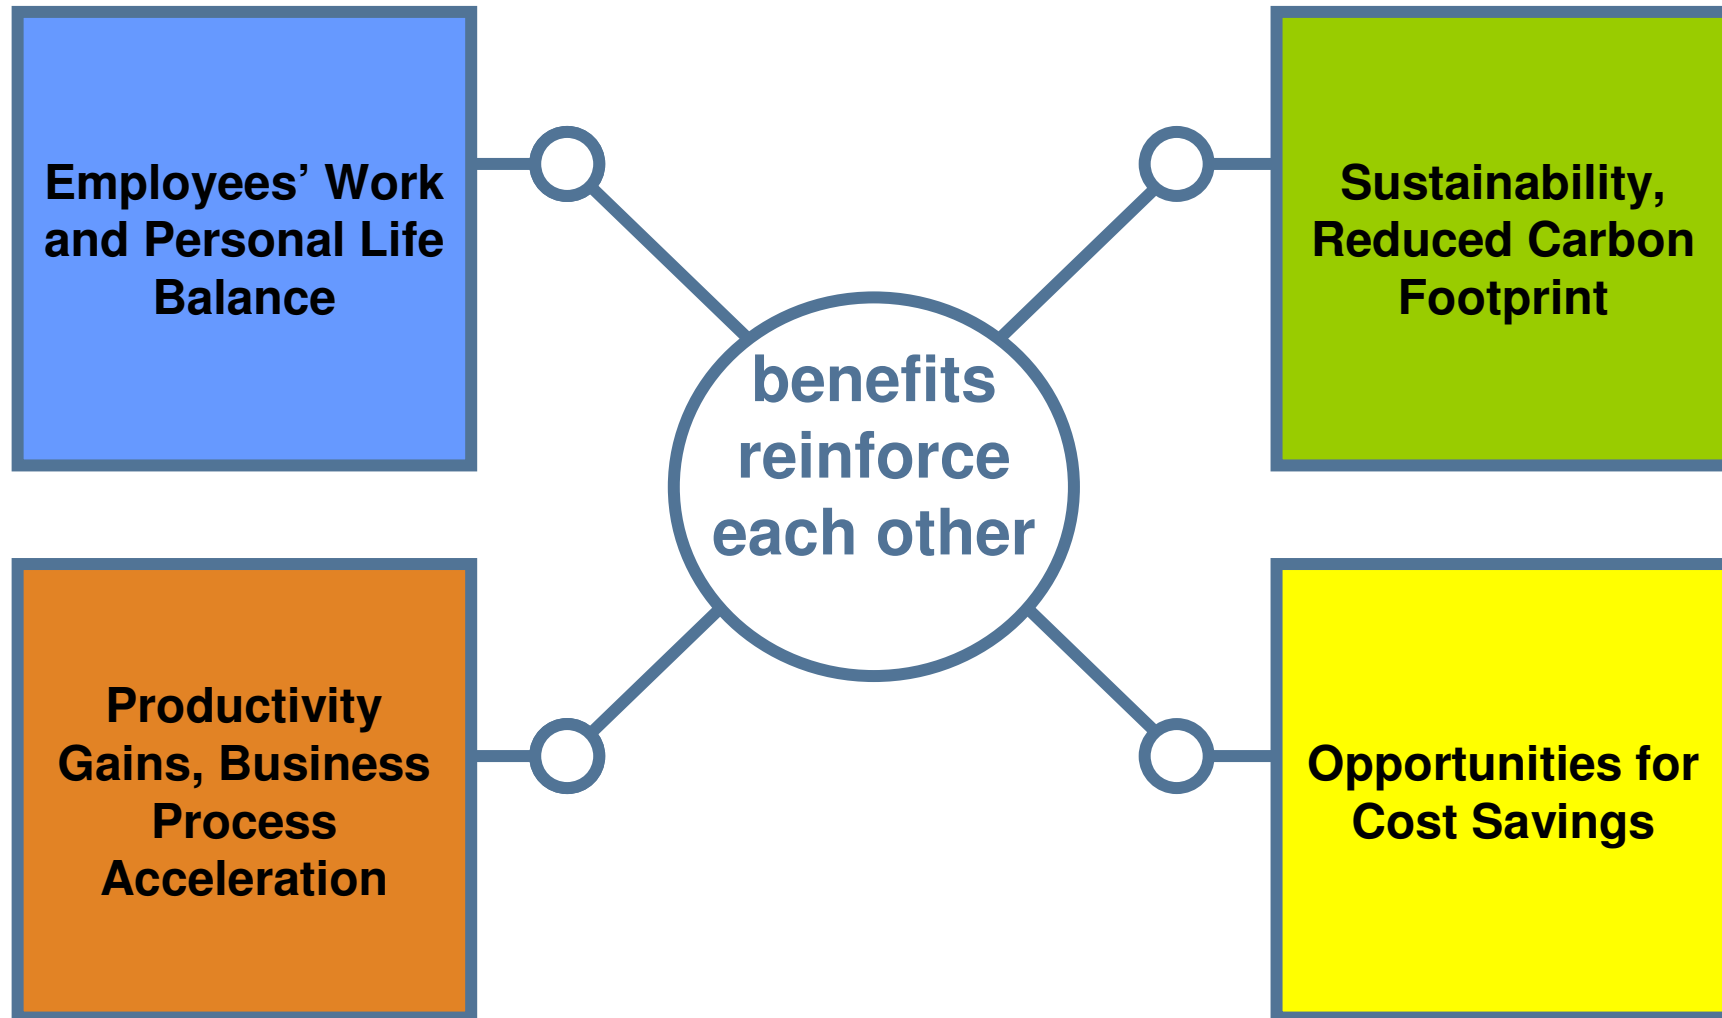 Employees’ Work
and Personal Life
Balance
Sustainability,
Reduced Carbon
Footprint
benefits
reinforce
each other
Productivity
Gains, Business
Process
Acceleration
Opportunities for
Cost Savings